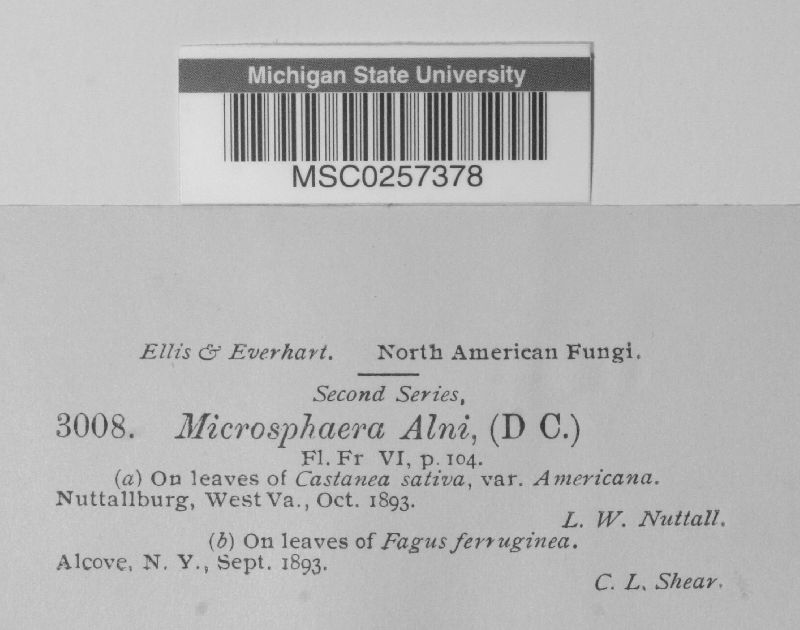 Michigan State University
MSC0257378
Ellis & Everhart. North American Fungi.
Second Series,
3008. Microsphaera Alni, (D C.)
Fl. Fr VI, p. 104.
(a) On leaves of Castanea sativa, var. Americana.
Nuttallburg, West Va., Oct. 1893.
L. W. Nuttall.
(b) On leaves of Fagus ferruginea.
Alcove, N. Y., Sept. 1893.
C. L. Shear.